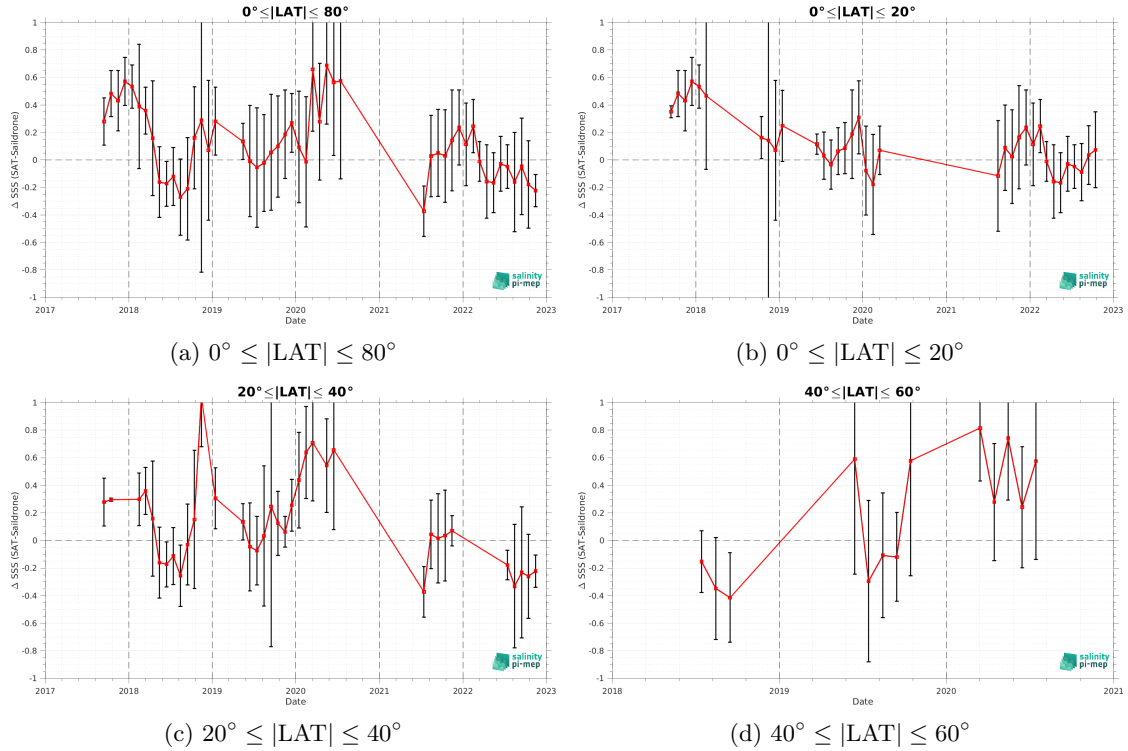 0°≤|LAT|≤ 80°
1
0.8
0.6
0.4
0.2
0
-0.2
-0.4
-0.6
-0.8
-1
Δ SSS (SAT-Saildrone)
2017
2018
2019
2020
2021
2022
2023
Date
salinity
pi-mep
(a) 0° ≤ |LAT| ≤ 80°
0°≤|LAT|≤ 20°
1
0.8
0.6
0.4
0.2
0
-0.2
-0.4
-0.6
-0.8
-1
Δ SSS (SAT-Saildrone)
2017
2018
2019
2020
2021
2022
2023
Date
salinity
pi-mep
(b) 0° ≤ |LAT| ≤ 20°
20°≤|LAT|≤ 40°
1
0.8
0.6
0.4
0.2
0
-0.2
-0.4
-0.6
-0.8
-1
Δ SSS (SAT-Saildrone)
2017
2018
2019
2020
2021
2022
2023
Date
salinity
pi-mep
(c) 20° ≤ |LAT| ≤ 40°
40°≤|LAT|≤ 60°
1
0.8
0.6
0.4
0.2
0
-0.2
-0.4
-0.6
-0.8
-1
Δ SSS (SAT-Saildrone)
2018
2019
2020
2021
Date
salinity
pi-mep
(d) 40° ≤ |LAT| ≤ 60°